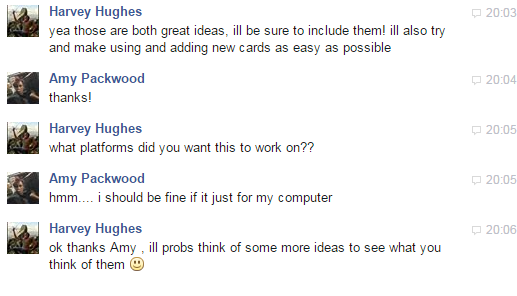 Harvey Hughes 20:03
yea those are both great ideas, ill be sure to include them! ill also try
and make using and adding new cards as easy as possible
Amy Packwood 20:04
thanks!
Harvey Hughes 20:05
what platforms did you want this to work on??
Amy Packwood 20:05
hmm.... i should be fine if it just for my computer
Harvey Hughes 20:06
ok thanks Amy , ill probs think of some more ideas to see what you
think of them